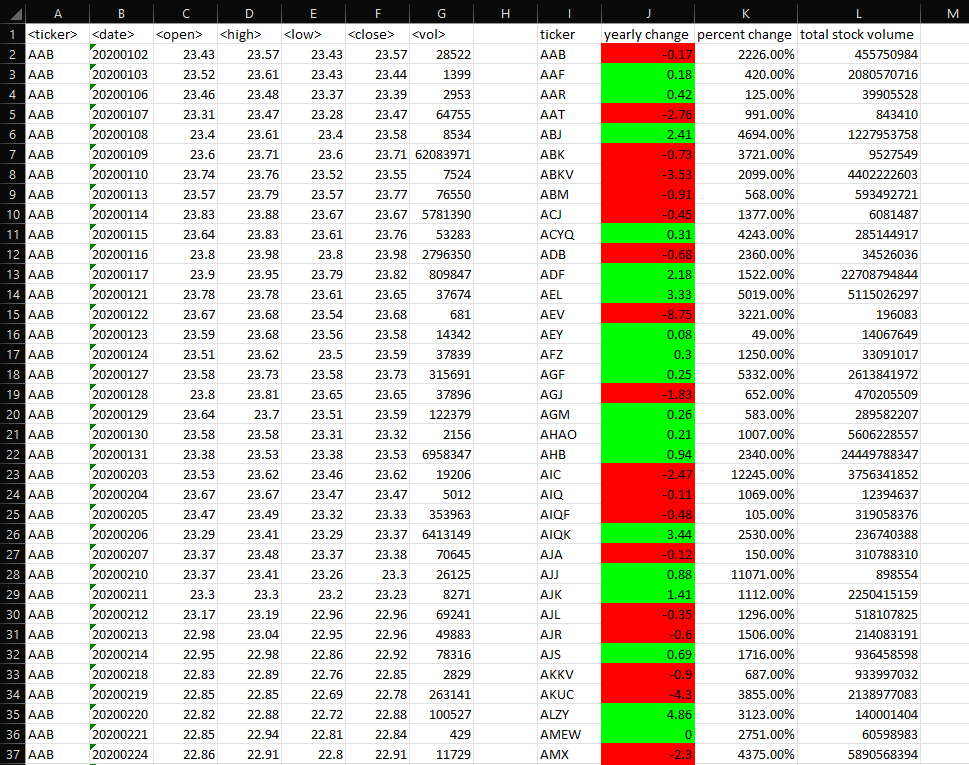 A B C D E F G H I J K L M
1 <ticker> <date> <open> <high> <low> <close> <vol> ticker yearly change percent change total stock volume
2 AAB 20200102 23.43 23.57 23.43 23.57 28522 AAB -0.17 2226.00% 455750984
3 AAB 20200103 23.52 23.61 23.43 23.44 1399 AAF 0.18 420.00% 2080570716
4 AAB 20200106 23.46 23.48 23.37 23.39 2953 AAR 0.42 125.00% 39905528
5 AAB 20200107 23.31 23.47 23.28 23.47 64755 AAT -2.76 991.00% 843410
6 AAB 20200108 23.4 23.61 23.4 23.58 8534 ABJ 2.41 4694.00% 1227953758
7 AAB 20200109 23.6 23.71 23.6 23.71 62083971 ABK -0.73 3721.00% 9527549
8 AAB 20200110 23.74 23.76 23.52 23.55 7524 ABKV -3.53 2099.00% 4402222603
9 AAB 20200113 23.57 23.79 23.57 23.77 76550 ABM -0.91 568.00% 593492721
10 AAB 20200114 23.83 23.88 23.67 23.67 5781390 ACJ -0.45 1377.00% 6081487
11 AAB 20200115 23.64 23.83 23.61 23.76 53283 ACYQ 0.31 4243.00% 285144917
12 AAB 20200116 23.8 23.98 23.8 23.98 2796350 ADB -0.68 2360.00% 34526036
13 AAB 20200117 23.9 23.95 23.79 23.82 809847 ADF 2.18 1522.00% 22708794844
14 AAB 20200121 23.78 23.78 23.61 23.65 37674 AEL 3.33 5019.00% 5115026297
15 AAB 20200122 23.67 23.68 23.54 23.68 681 AEV -8.75 3221.00% 196083
16 AAB 20200123 23.59 23.68 23.56 23.58 14342 AEY 0.08 49.00% 14067649
17 AAB 20200124 23.51 23.62 23.5 23.59 37839 AFZ 0.3 1250.00% 33091017
18 AAB 20200127 23.58 23.73 23.58 23.73 315691 AGF 0.25 5332.00% 2613841972
19 AAB 20200128 23.8 23.81 23.65 23.65 37896 AGJ -1.83 652.00% 470205509
20 AAB 20200129 23.64 23.7 23.51 23.59 122379 AGM 0.26 583.00% 289582207
21 AAB 20200130 23.58 23.58 23.31 23.32 2156 AHAO 0.21 1007.00% 5606228557
22 AAB 20200131 23.38 23.53 23.38 23.53 6958347 AHB 0.94 2340.00% 24449788347
23 AAB 20200203 23.53 23.62 23.46 23.62 19206 AIC -2.47 12245.00% 3756341852
24 AAB 20200204 23.67 23.67 23.47 23.47 5012 AIQ -0.11 1069.00% 12394637
25 AAB 20200205 23.47 23.49 23.32 23.33 353963 AIQF -0.48 105.00% 319058376
26 AAB 20200206 23.29 23.41 23.29 23.37 6413149 AIQK 3.44 2530.00% 236740388
27 AAB 20200207 23.37 23.48 23.37 23.38 70645 AJA -0.12 150.00% 310788310
28 AAB 20200210 23.37 23.41 23.26 23.3 26125 AJJ 0.88 11071.00% 898554
29 AAB 20200211 23.3 23.3 23.2 23.23 8271 AJK 1.41 1112.00% 2250415159
30 AAB 20200212 23.17 23.19 22.96 22.96 69241 AJL -0.35 1296.00% 518107825
31 AAB 20200213 22.98 23.04 22.95 22.96 49883 AJR -0.6 1506.00% 214083191
32 AAB 20200214 22.95 22.98 22.86 22.92 78316 AJS 0.69 1716.00% 936458598
33 AAB 20200218 22.83 22.89 22.76 22.85 2829 AKKV -0.9 687.00% 933997032
34 AAB 20200219 22.85 22.85 22.69 22.78 263141 AKUC -4.3 3855.00% 2138977083
35 AAB 20200220 22.82 22.88 22.72 22.88 100527 ALZY 4.86 3123.00% 140001404
36 AAB 20200221 22.85 22.94 22.81 22.84 429 AMEW 0 2751.00% 60598983
37 AAB 20200224 22.86 22.91 22.8 22.91 11729 AMX -2.3 4375.00% 5890568394